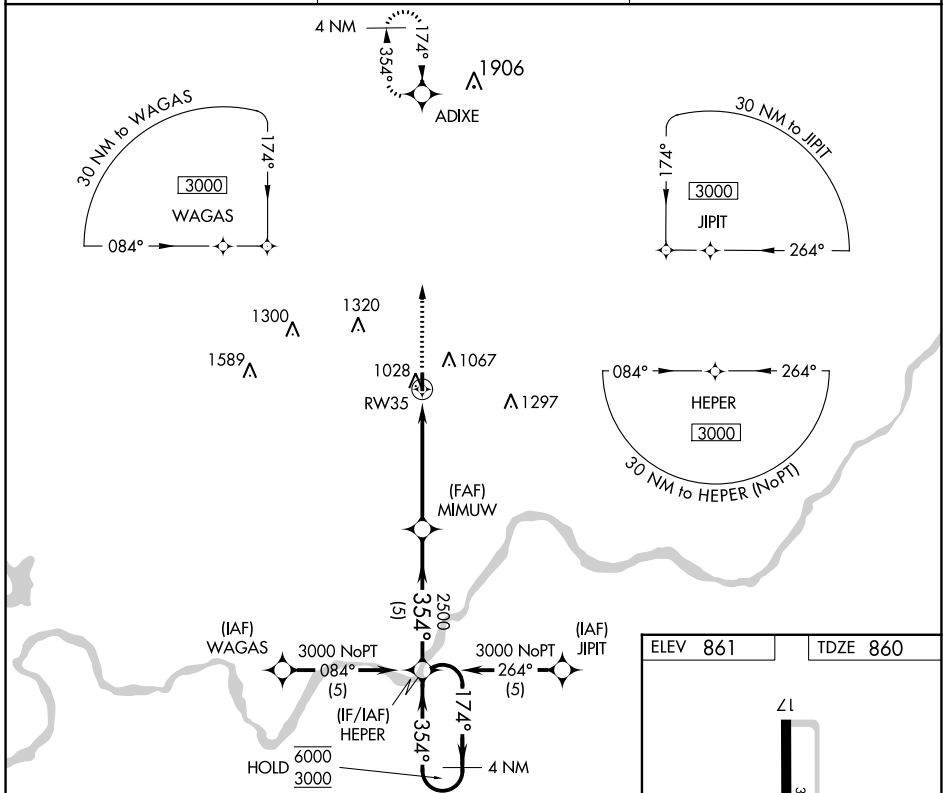 4 NM
174°
354°
1906
ADIXE
30 NM to WAGAS
174°
3000
WAGAS
084°
30 NM to JIPIT
174°
3000
JIPIT
264°
1300
1320
1589
1028
1067
RW35
1297
084°
264°
HEPER
3000
30 NM to HEPER (NoPT)
(FAF)
MIMUW
2500
354°
(5)
(IAF)
WAGAS
3000 NoPT
084°
(5)
3000 NoPT
264°
(5)
(IAF)
JIPIT
(IF/IAF)
HEPER
354°
174°
HOLD
6000
3000
4 NM
ELEV 861
TDZE 860
17
3